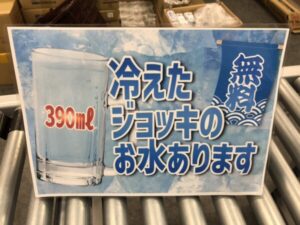 冷えた
ジョッキの
お水あります
無料
390ml